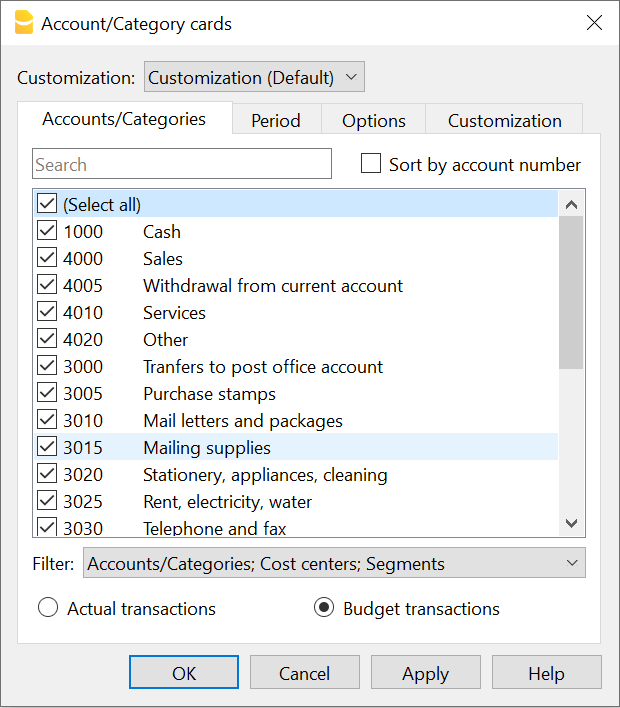 Account/Category cards
Customization: Customization (Default)
Accounts/Categories Period Options Customization
Search Sort by account number
(Select all)
1000 Cash
4000 Sales
4005 Withdrawal from current account
4010 Services
4020 Other
3000 Tranfers to post office account
3005 Purchase stamps
3010 Mail letters and packages
3015 Mailing supplies
3020 Stationery, appliances, cleaning
3025 Rent, electricity, water
3030 Telephone and fax
Filter: Accounts/Categories; Cost centers; Segments
Actual transactions Budget transactions
OK Cancel Apply Help